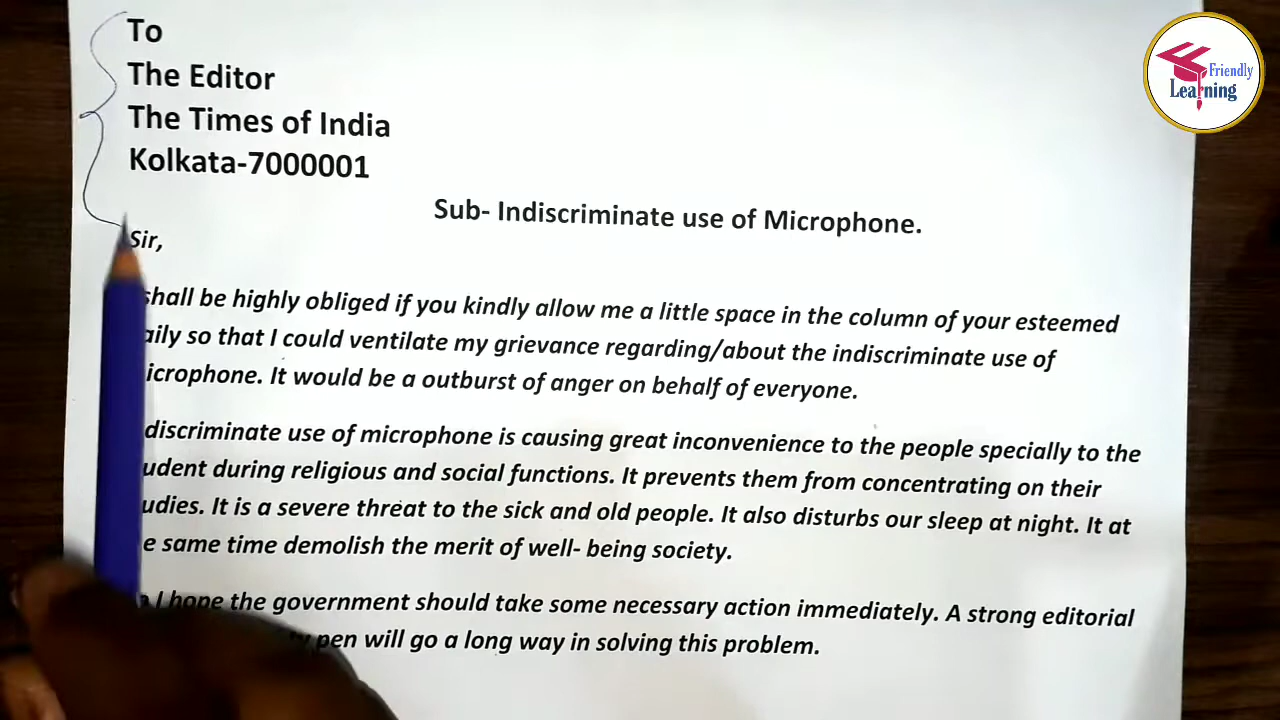 To
The Editor
The Times of India
Kolkata-7000001
Sub- Indiscriminate use of Microphone.
Sir,
shall be highly obliged if you kindly allow me a little space in the column of your esteemed
so that I could ventilate my grievance regarding/about the indiscriminate use of
It would be a outburst of anger on behalf of everyone.
use of microphone is causing great inconvenience to the people specially to the
during religious and social functions. It prevents them from concentrating on their
It is a severe threat to the sick and old people. It also disturbs our sleep at night. It at
same time demolish the merit of well- being society.
I hope the government should take some necessary action immediately. A strong editorial
pen will go a long way in solving this problem.
Friendly
Learning